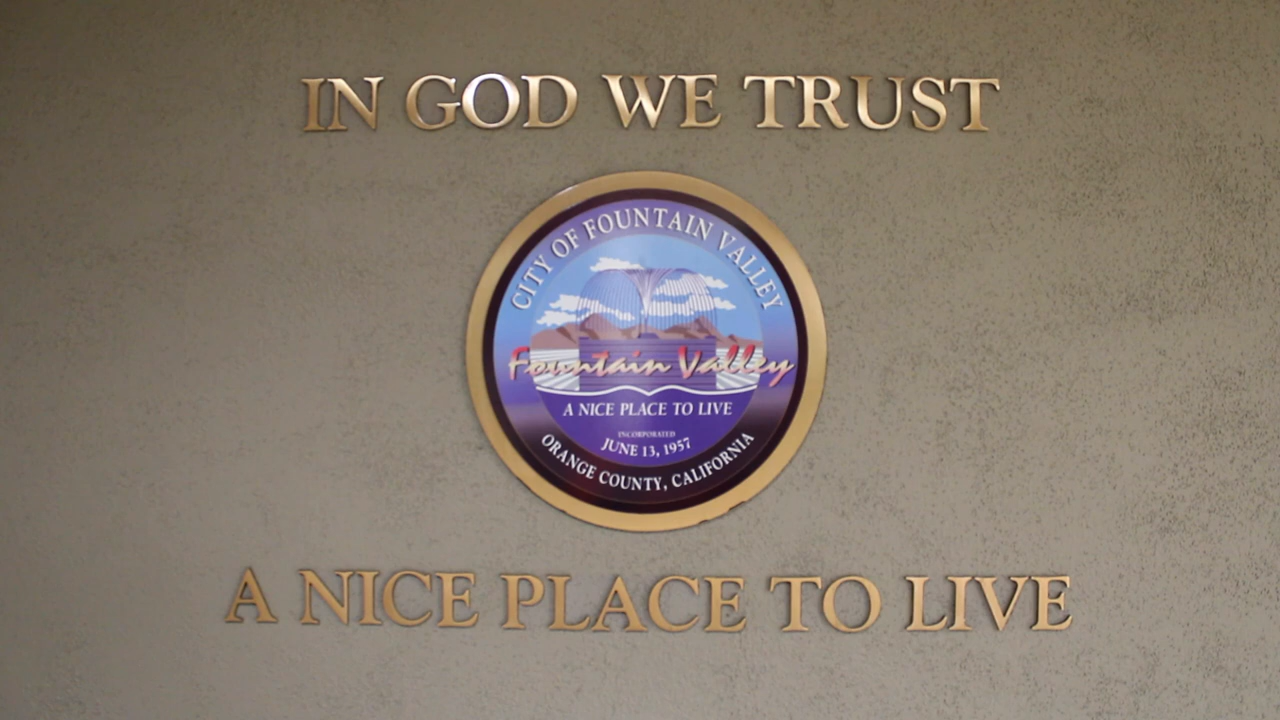 IN GOD WE TRUST
CITY OF FOUNTAIN VALLEY
Fountain Valley
A NICE PLACE TO LIVE
INCORPORATED
JUNE 13, 1957
ORANGE COUNTY, CALIFORNIA
A NICE PLACE TO LIVE